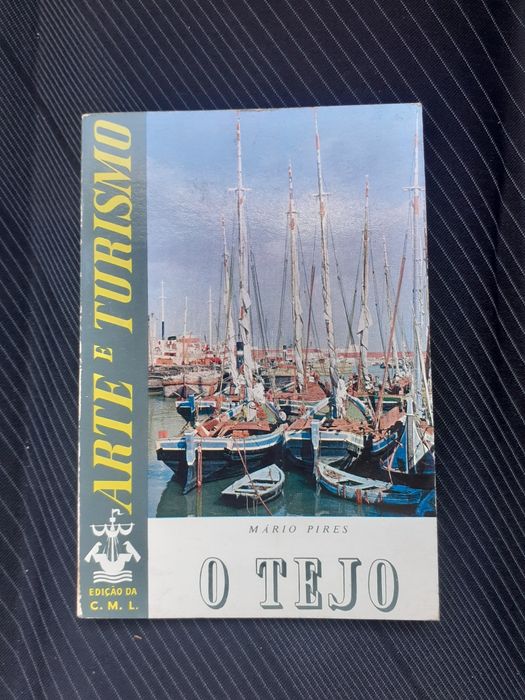 ARTE E TURISMO
EDIÇÃO DA
C. M. L.
MÁRIO PIRES
O TEJO